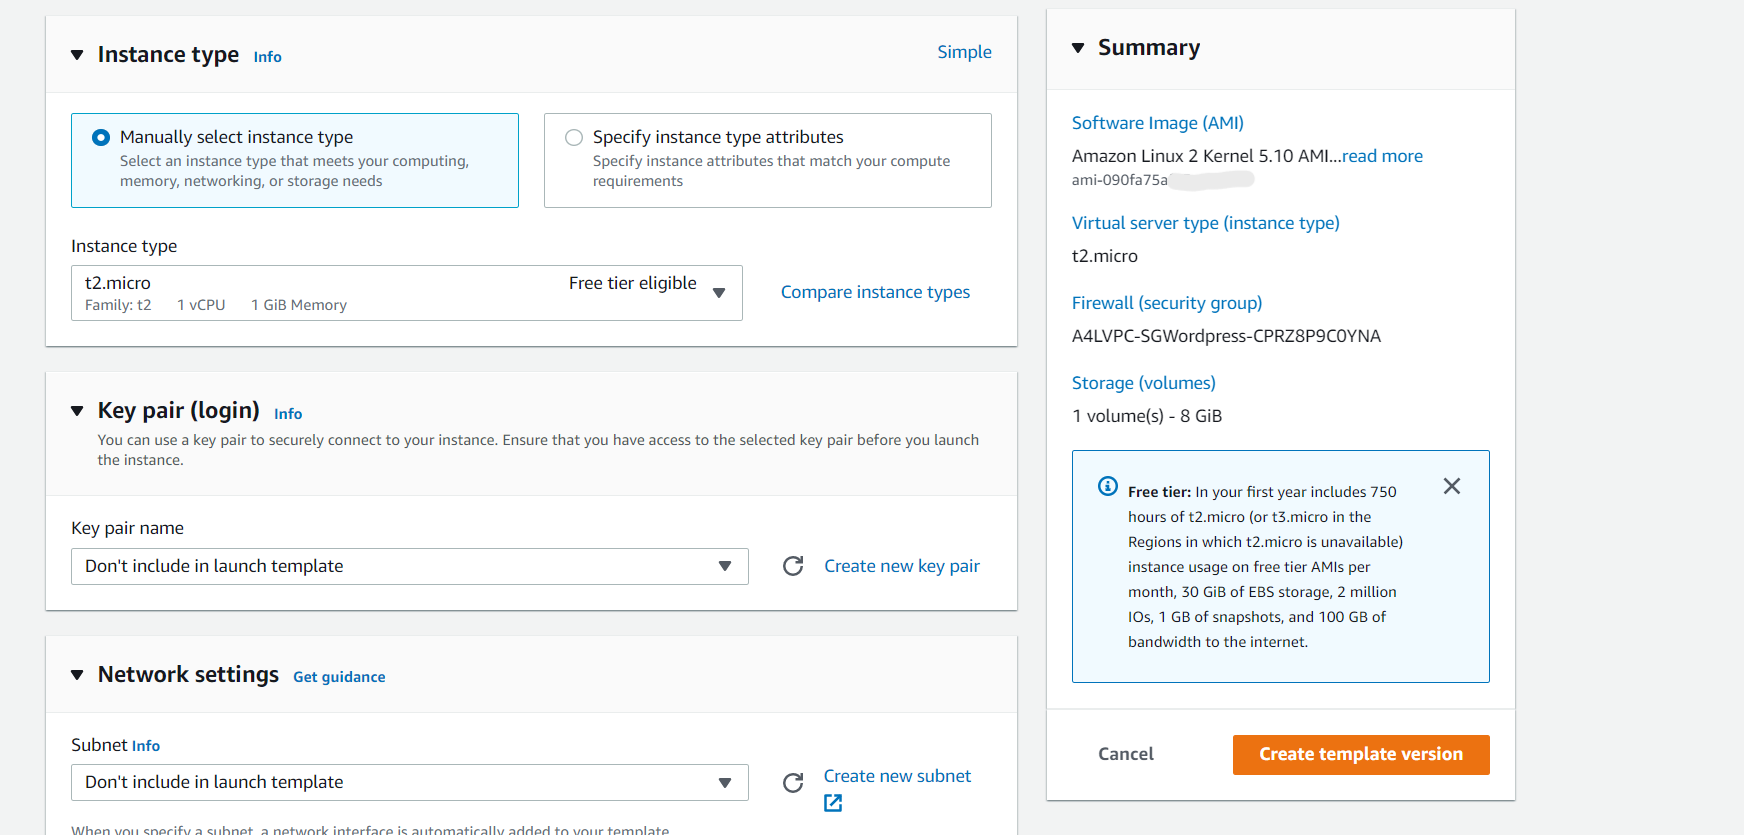 Instance type Info
Simple
Manually select instance type
Select an instance type that meets your computing,
memory, networking, or storage needs
Specify instance type attributes
Specify instance attributes that match your compute
requirements
Instance type
t2.micro
Free tier eligible
Family: t2 1 vCPU 1 GiB Memory
Compare instance types
Key pair (login) Info
You can use a key pair to securely connect to your instance. Ensure that you have access to the selected key pair before you launch
the instance.
Key pair name
Don't include in launch template
Create new key pair
Network settings Get guidance
Subnet Info
Don't include in launch template
Create new subnet
When you specify a subnet, a network interface is automatically added to your template.
Summary
Software Image (AMI)
Amazon Linux 2 Kernel 5.10 AMI...read more
ami-090fa75a
Virtual server type (instance type)
t2.micro
Firewall (security group)
A4LVPC-SGWordpress-CPRZ8P9C0YNA
Storage (volumes)
1 volume(s) - 8 GiB
Free tier: In your first year includes 750
hours of t2.micro (or t3.micro in the
Regions in which t2.micro is unavailable)
instance usage on free tier AMIs per
month, 30 GiB of EBS storage, 2 million
IOs, 1 GB of snapshots, and 100 GB of
bandwidth to the internet.
Cancel
Create template version